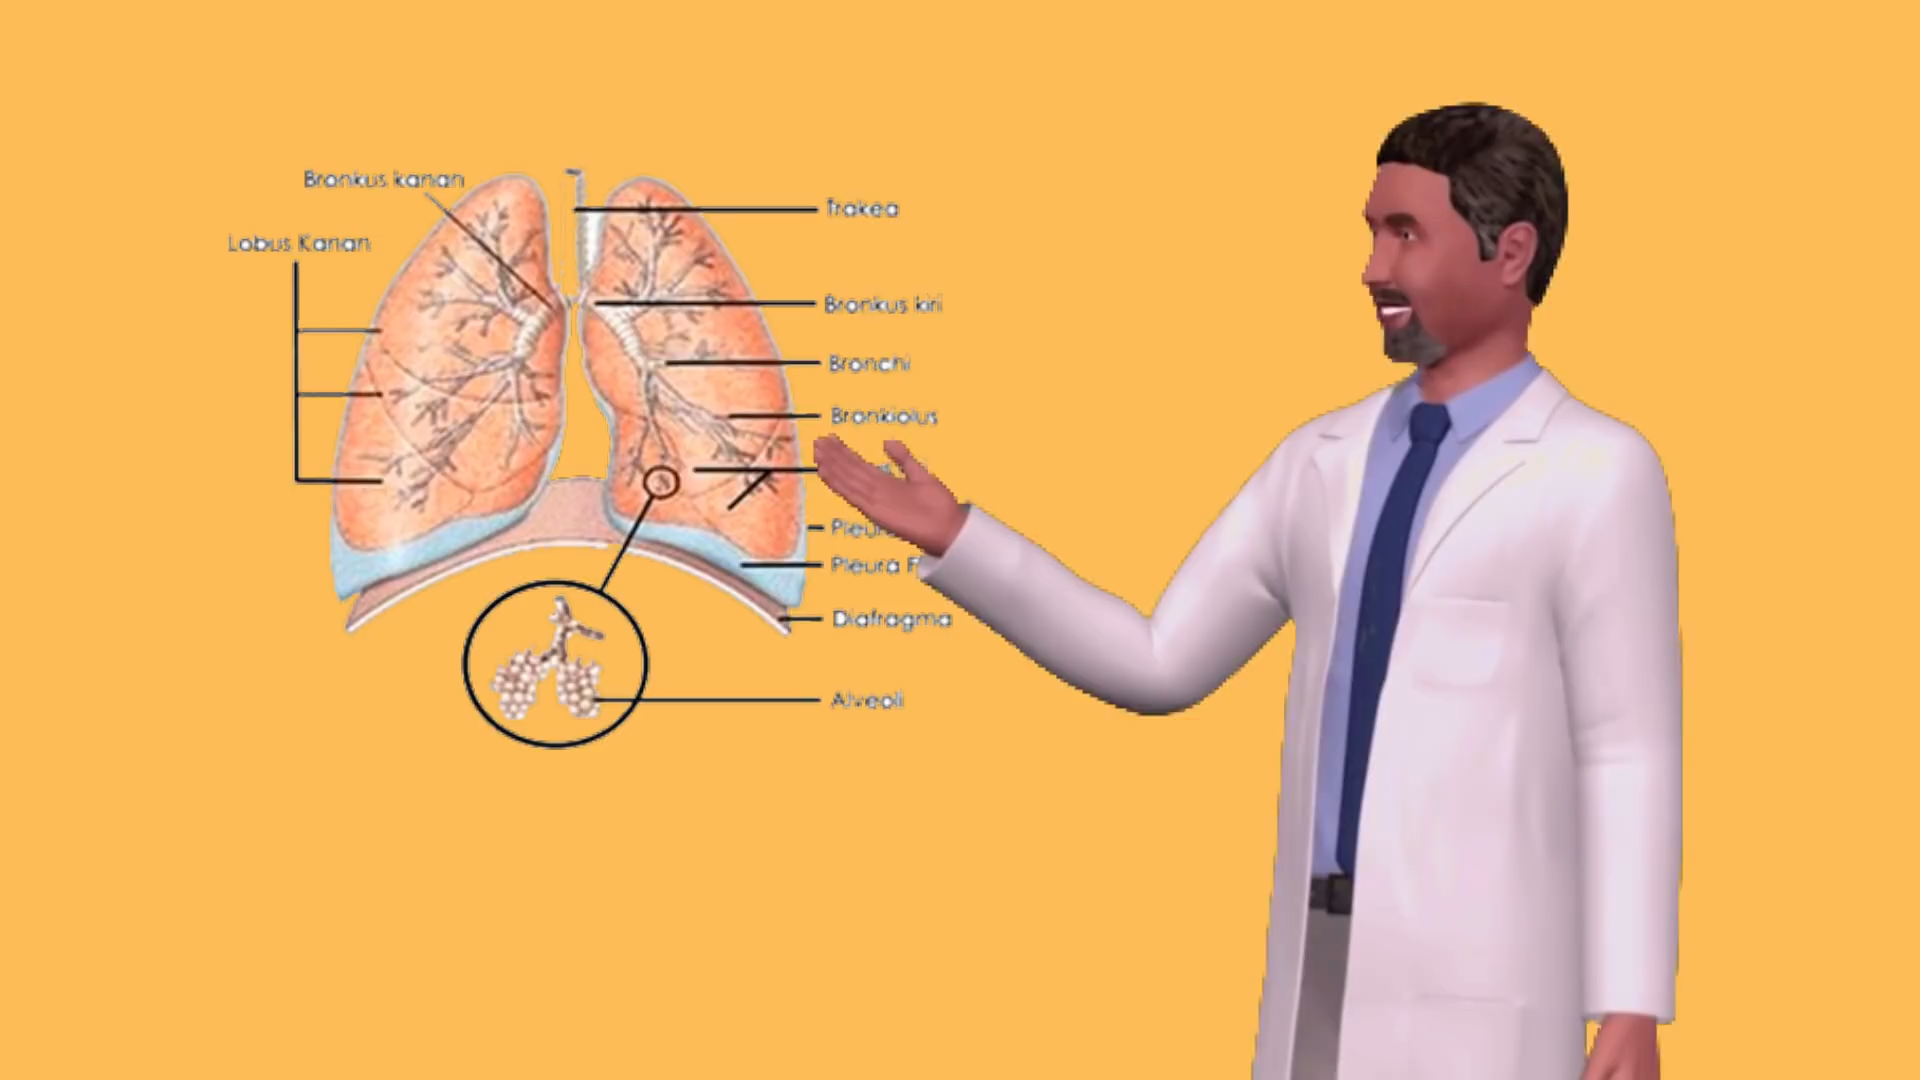 Bronkus kanan
Lobus Kanan
Trakea
Bronkus kiri
Bronchi
Bronkiolus
Pleura
Diafragma
Alveoli